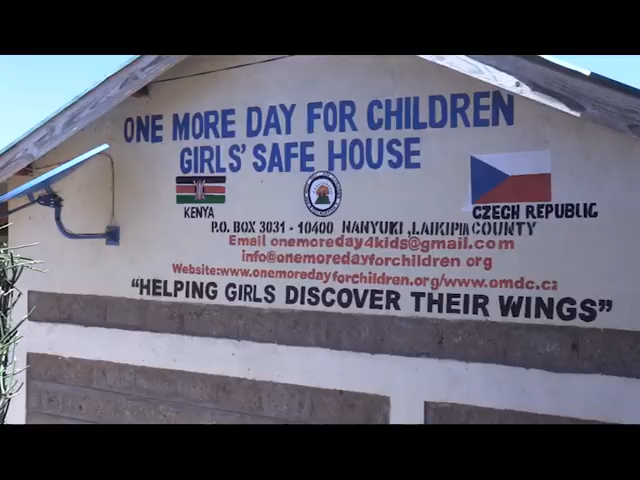 ONE MORE DAY FOR CHILDREN
GIRLS' SAFE HOUSE
KENYA
CZECH REPUBLIC
P.O. BOX 3031 - 10400 NANYUKI ,LAIKIPIA COUNTY
Email onemoreday4kids@gmail.com
info@onemoredayforchildren org
Website:www.onemoredayforchildren.org/www.omdc.cz
"HELPING GIRLS DISCOVER THEIR WINGS"